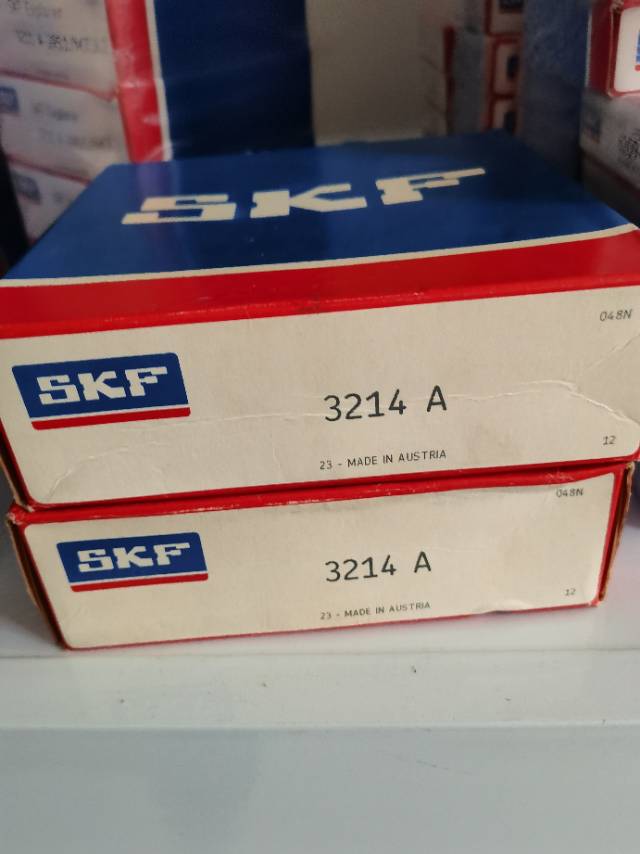 SKF
048N
SKF
3214 A
12
23 - MADE IN AUSTRIA
048N
SKF
3214 A
12
23 - MADE IN AUSTRIA